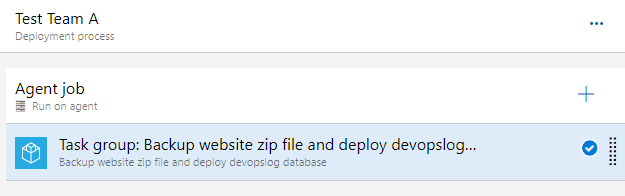 Test Team A
Deployment process
Agent job
Run on agent
Task group: Backup website zip file and deploy devopslog...
Backup website zip file and deploy devopslog database